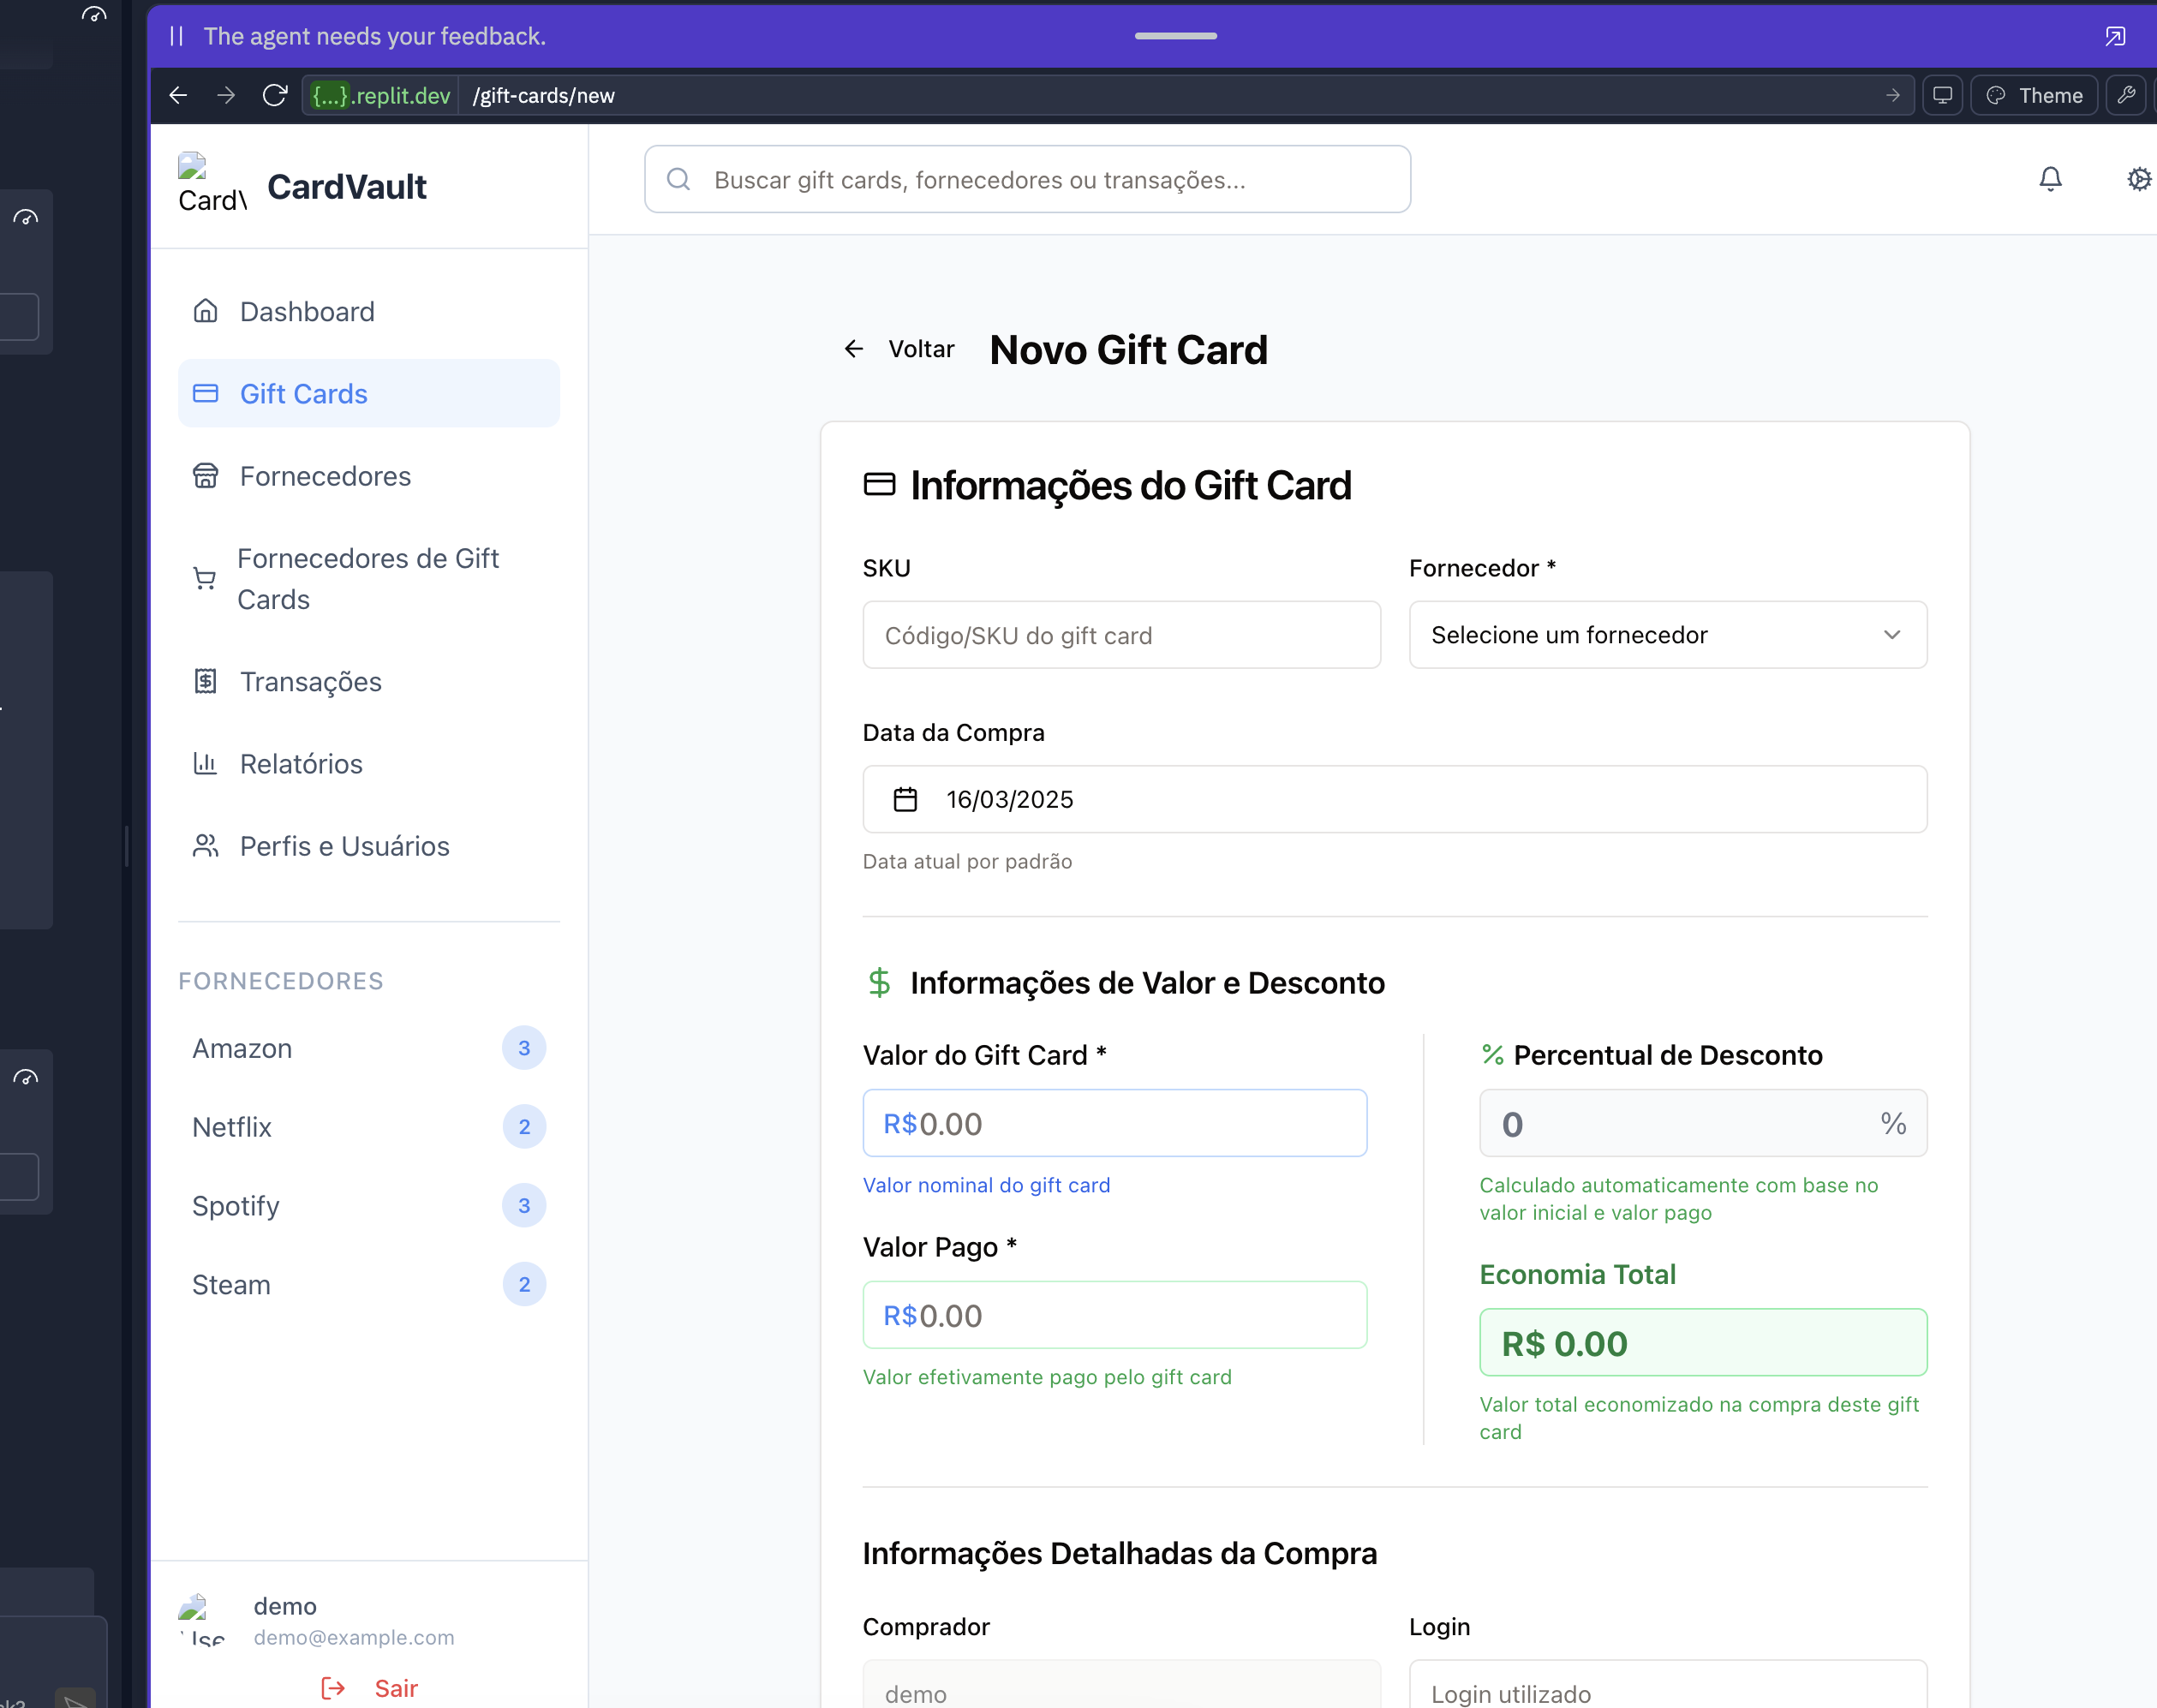 The agent needs your feedback.
{...}.replit.dev
/gift-cards/new
Theme
Card\
CardVault
Buscar gift cards, fornecedores ou transações...
Dashboard
Gift Cards
Fornecedores
Fornecedores de Gift
Cards
Transações
Relatórios
Perfis e Usuários
FORNECEDORES
Amazon 3
Netflix 2
Spotify 3
Steam 2
demo
demo@example.com
Sair
Voltar
Novo Gift Card
Informações do Gift Card
SKU
Código/SKU do gift card
Fornecedor *
Selecione um fornecedor
Data da Compra
16/03/2025
Data atual por padrão
Informações de Valor e Desconto
Valor do Gift Card *
R$0.00
Valor nominal do gift card
Valor Pago *
R$0.00
Valor efetivamente pago pelo gift card
% Percentual de Desconto
0 %
Calculado automaticamente com base no
valor inicial e valor pago
Economia Total
R$ 0.00
Valor total economizado na compra deste gift
card
Informações Detalhadas da Compra
Comprador
demo
Login
Login utilizado